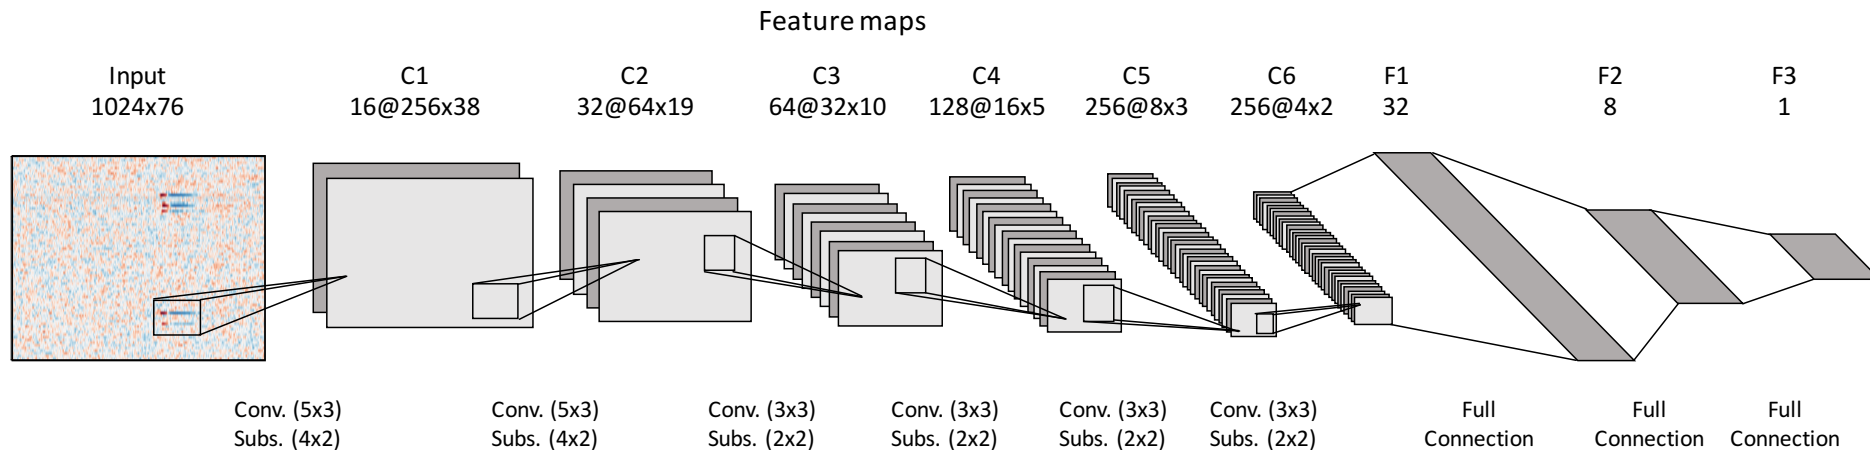 Feature maps
Input C1 C2 C3 C4 C5 C6 F1 F2 F3
1024x76 16@256x38 32@64x19 64@32x10 128@16x5 256@8x3 256@4x2 32 8 1
Conv. (5x3) Conv. (5x3) Conv. (3x3) Conv. (3x3) Conv. (3x3) Conv. (3x3) Full Full Full
Subs. (4x2) Subs. (4x2) Subs. (2x2) Subs. (2x2) Subs. (2x2) Subs. (2x2) Connection Connection Connection